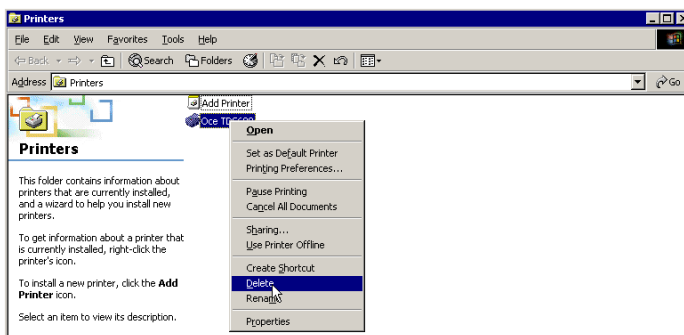 Printers
File Edit View Favorites Tools Help
Back Search Folders
Address Printers Go
Add Printer
Oce
Open
Set as Default Printer
Printing Preferences...
Pause Printing
Cancel All Documents
Sharing...
Use Printer Offline
Create Shortcut
Delete
Rename
Properties
Printers
This folder contains information about
printers that are currently installed,
and a wizard to help you install new
printers.
To get information about a printer that
is currently installed, right-click the
printer's icon.
To install a new printer, click the Add
Printer icon.
Select an item to view its description.